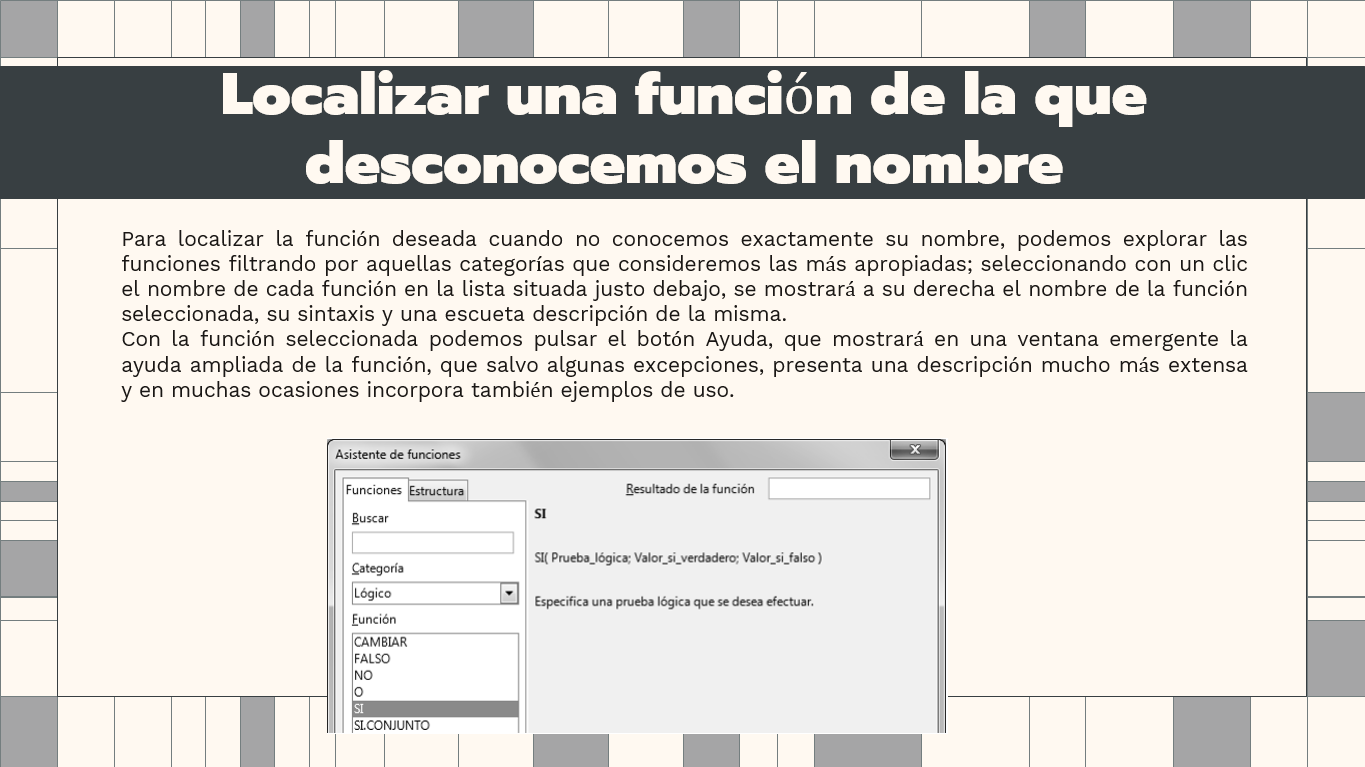 Localizar una función de la que
desconocemos el nombre
Para localizar la función deseada cuando no conocemos exactamente su nombre, podemos explorar las
funciones filtrando por aquellas categorías que consideremos las más apropiadas; seleccionando con un clic
el nombre de cada función en la lista situada justo debajo, se mostrará a su derecha el nombre de la función
seleccionada, su sintaxis y una escueta descripción de la misma.
Con la función seleccionada podemos pulsar el botón Ayuda, que mostrará en una ventana emergente la
ayuda ampliada de la función, que salvo algunas excepciones, presenta una descripción mucho más extensa
y en muchas ocasiones incorpora también ejemplos de uso.
Asistente de funciones
Funciones Estructura
Resultado de la función
Buscar
Categoría
Lógico
Función
CAMBIAR
FALSO
NO
O
SI
SI.CONJUNTO
SI
SI( Prueba_lógica; Valor_si_verdadero; Valor_si_falso )
Especifica una prueba lógica que se desea efectuar.